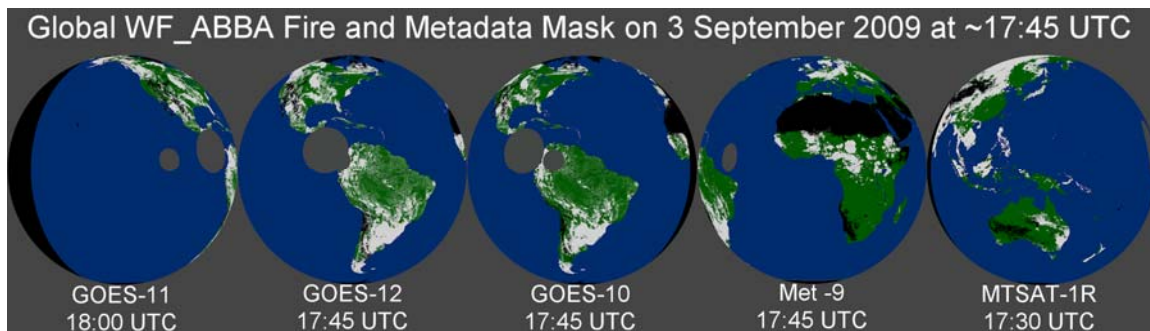 Global WF_ABBA Fire and Metadata Mask on 3 September 2009 at ~17:45 UTC
GOES-11 GOES-12 GOES-10 Met -9 MTSAT-1R
18:00 UTC 17:45 UTC 17:45 UTC 17:45 UTC 17:30 UTC